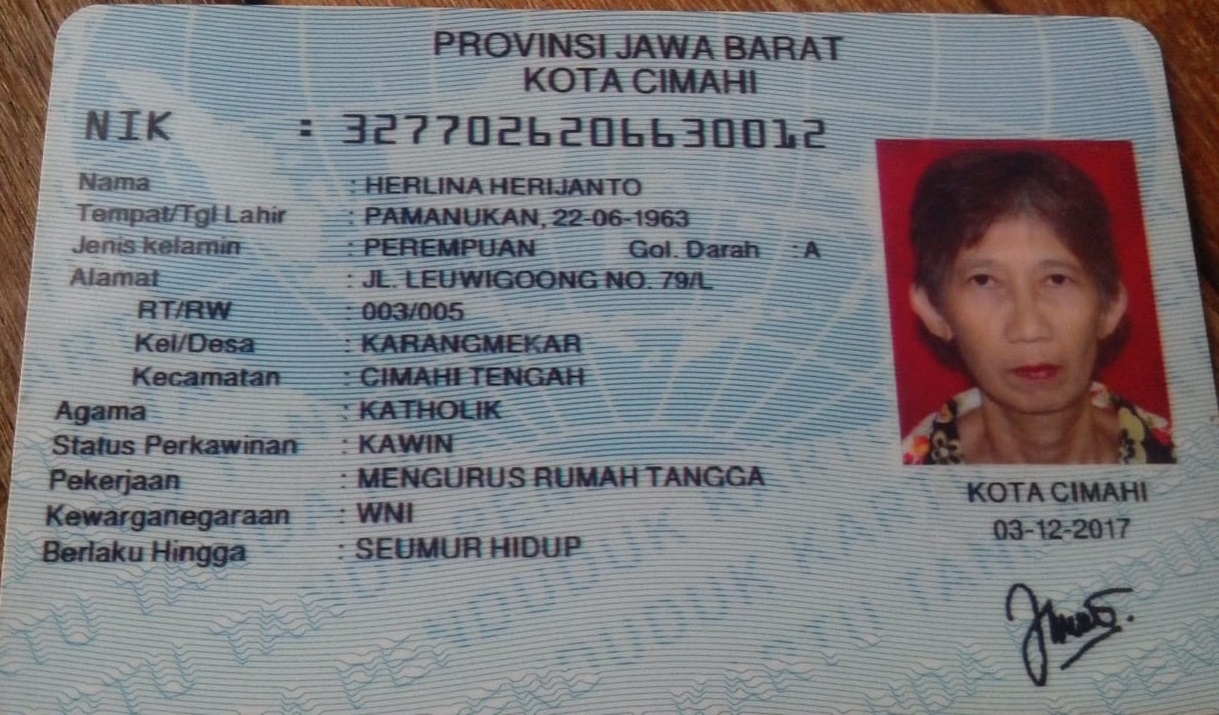 PROVINSI JAWA BARAT
KOTA CIMAHI
NIK : 3277026206630012
Nama : HERLINA HERIJANTO
Tempat/Tgl Lahir : PAMANUKAN, 22-06-1963
Jenis kelamin : PEREMPUAN Gol. Darah : A
Alamat : JL. LEUWIGOONG NO. 79/L
RT/RW : 003/005
Kel/Desa : KARANGMEKAR
Kecamatan : CIMAHI TENGAH
Agama : KATHOLIK
Status Perkawinan : KAWIN
Pekerjaan : MENGURUS RUMAH TANGGA
Kewarganegaraan : WNI
Berlaku Hingga : SEUMUR HIDUP
KOTA CIMAHI
03-12-2017